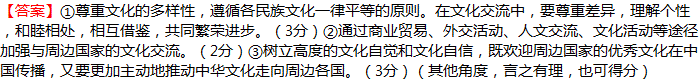 【答案】①尊重文化的多样性，遵循各民族文化一律平等的原则。在文化交流中，要尊重差异，理解个性
，和睦相处，相互借鉴，共同繁荣进步。（3分）②通过商业贸易、外交活动、人文交流、文化活动等途径
加强与周边国家的文化交流。（2分）③树立高度的文化自觉和文化自信，既欢迎周边国家的优秀文化在中
国传播，又要更加主动地推动中华文化走向周边各国。（3分）（其他角度，言之有理，也可得分）